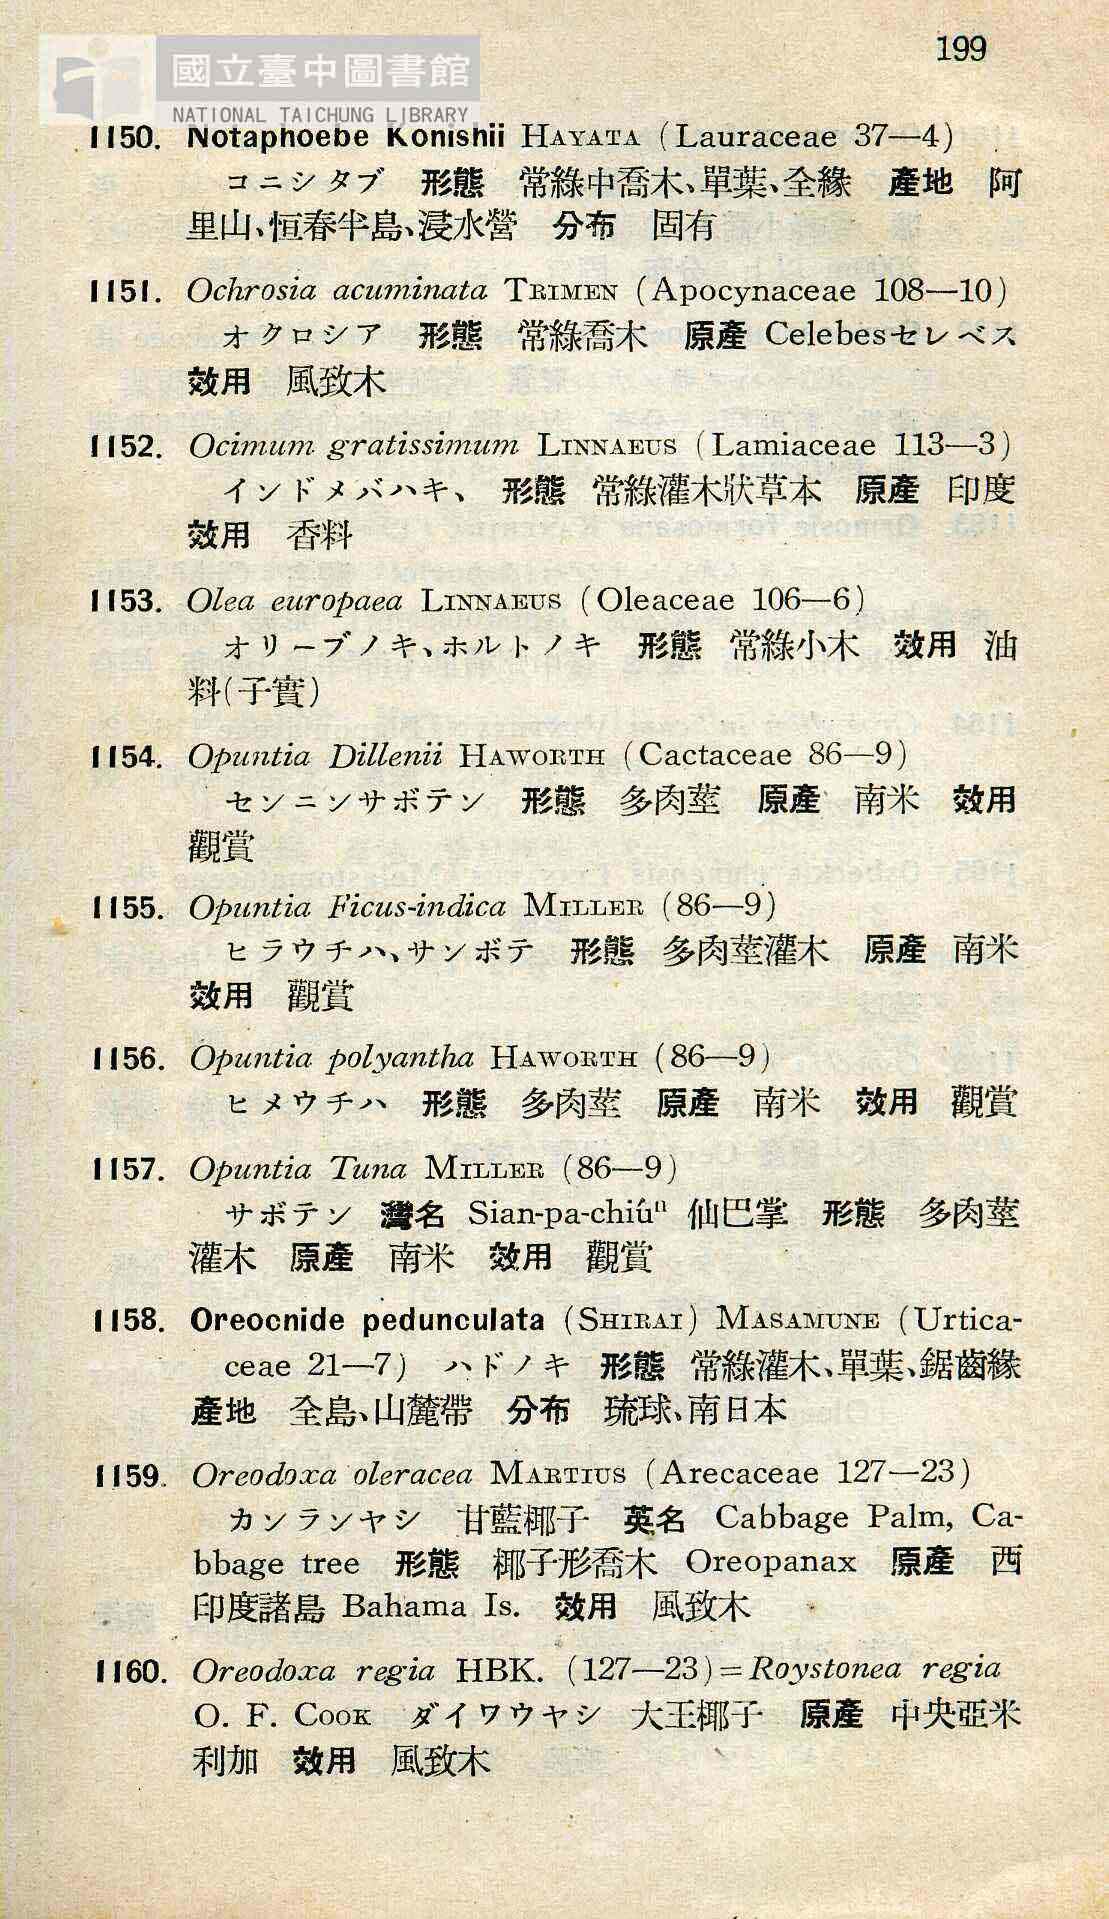 199
國立臺中圖書館
NATIONAL TAICHUNG LIBRARY
1150. Notaphoebe Konishii HAYATA (Lauraceae 37—4)
コニシタブ 形態 常綠中喬木、單葉、全緣 產地 阿
里山、恒春半島、浸水營 分布 固有
1151. Ochrosia acuminata TRIMEN (Apocynaceae 108—10)
オクロシア 形態 常綠喬木 原產 Celebesセレベス
效用 風致木
1152. Ocimum gratissimum LINNAEUS (Lamiaceae 113—3)
インドメバハキ、 形態 常綠灌木狀草本 原產 印度
效用 香料
1153. Olea europaea LINNAEUS (Oleaceae 106—6)
オリーブノキ、ホルトノキ 形態 常綠小木 效用 油
料(子實)
1154. Opuntia Dillenii HAWORTH (Cactaceae 86—9)
センニンサボテン 形態 多肉莖 原產 南米 效用
觀賞
1155. Opuntia Ficus-indica MILLER (86—9)
ヒラウチハ、サンボテ 形態 多肉莖灌木 原產 南米
效用 觀賞
1156. Opuntia polyantha HAWORTH (86—9)
ヒメウチハ 形態 多肉莖 原產 南米 效用 觀賞
1157. Opuntia Tuna MILLER (86—9)
サボテン 灣名 Sian-pa-chiúⁿ 仙巴掌 形態 多肉莖
灌木 原產 南米 效用 觀賞
1158. Oreocnide pedunculata (SHIRAI) MASAMUNE (Urtica-
ceae 21—7) ハドノキ 形態 常綠灌木、單葉、鋸齒緣
產地 全島、山麓帶 分布 琉球、南日本
1159. Oreodoxa oleracea MARTIUS (Arecaceae 127—23)
カンランヤシ 甘藍椰子 英名 Cabbage Palm, Ca-
bbage tree 形態 椰子形喬木 Oreopanax 原產 西
印度諸島 Bahama Is. 效用 風致木
1160. Oreodoxa regia HBK. (127—23)=Roystonea regia
O. F. COOK ダイワウヤシ 大王椰子 原產 中央亞米
利加 效用 風致木